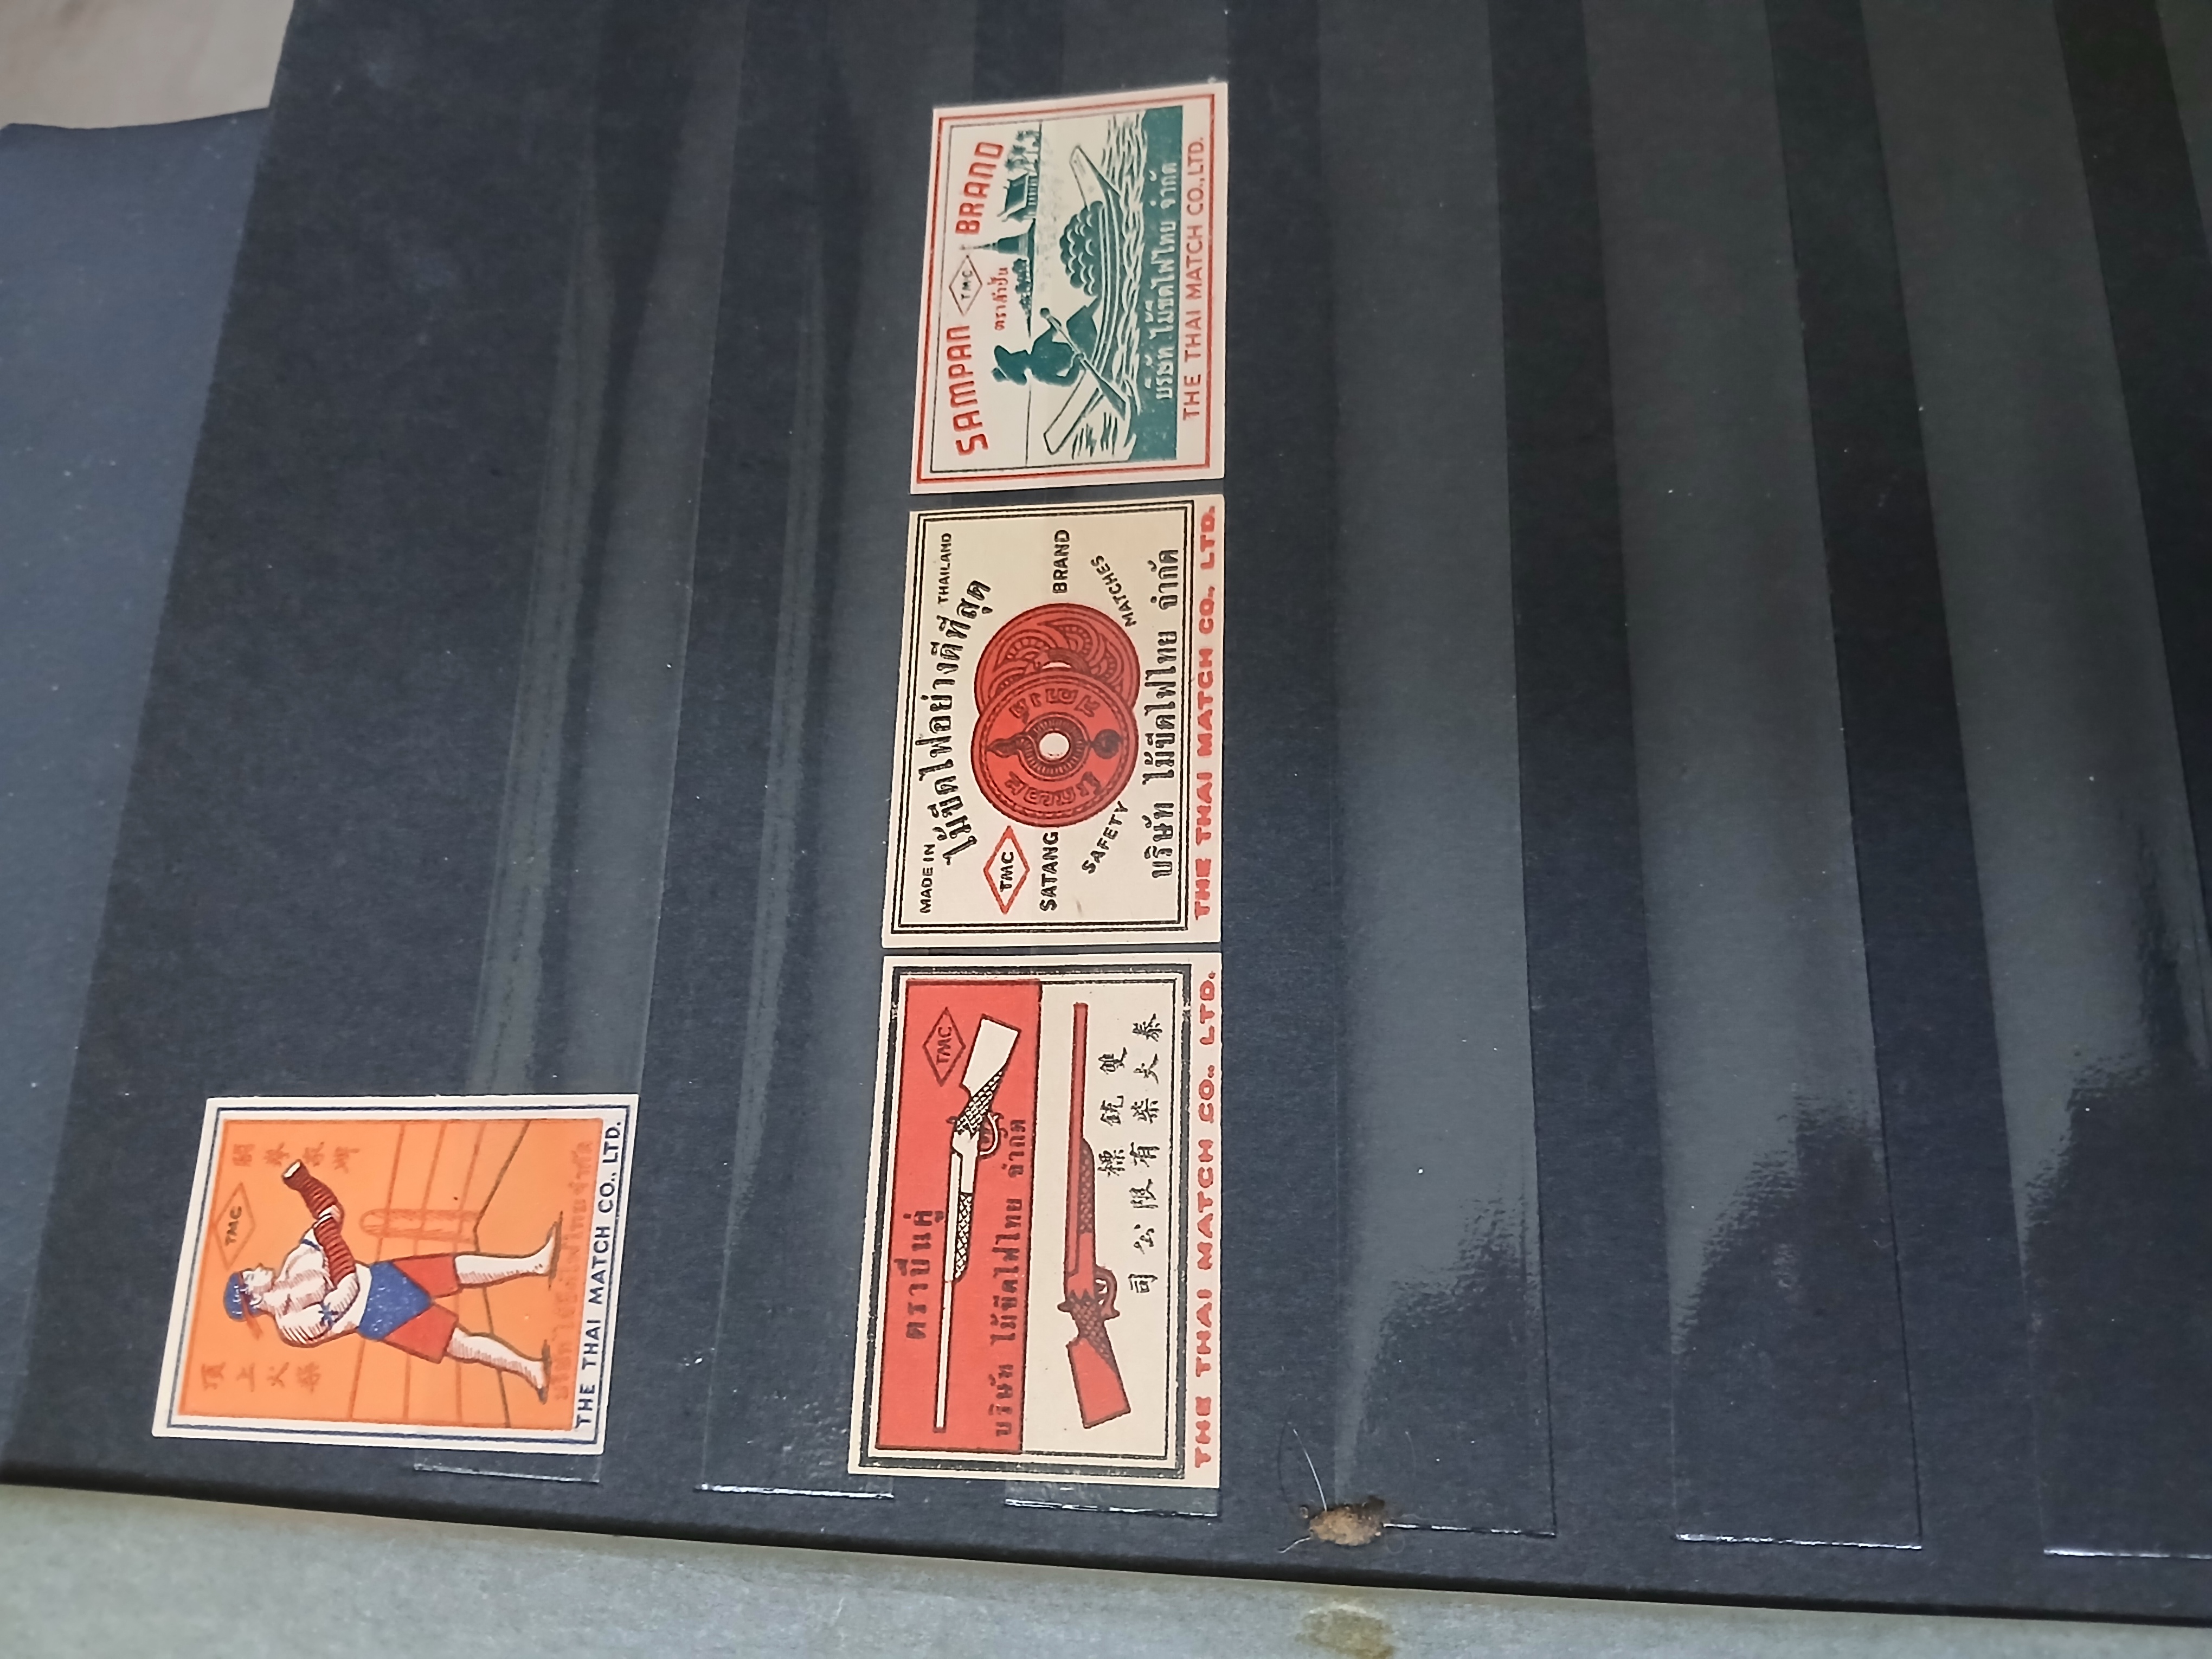 TMC
頂上火柴
THE THAI MATCH CO., LTD.
ตราปืนคู่
TMC
บริษัท ไม้ขีดไฟไทย จำกัด
雙銃標
泰火柴有限公司
THE THAI MATCH CO., LTD.
MADE IN THAILAND
ไม้ขีดไฟอย่างดีที่สุด
TMC
SATANG BRAND
SAFETY MATCHES
บริษัท ไม้ขีดไฟไทย จำกัด
THE THAI MATCH CO., LTD.
SAMPAN TMC BRAND
ตราสำปั้น
บริษัท ไม้ขีดไฟไทย จำกัด
THE THAI MATCH CO., LTD.